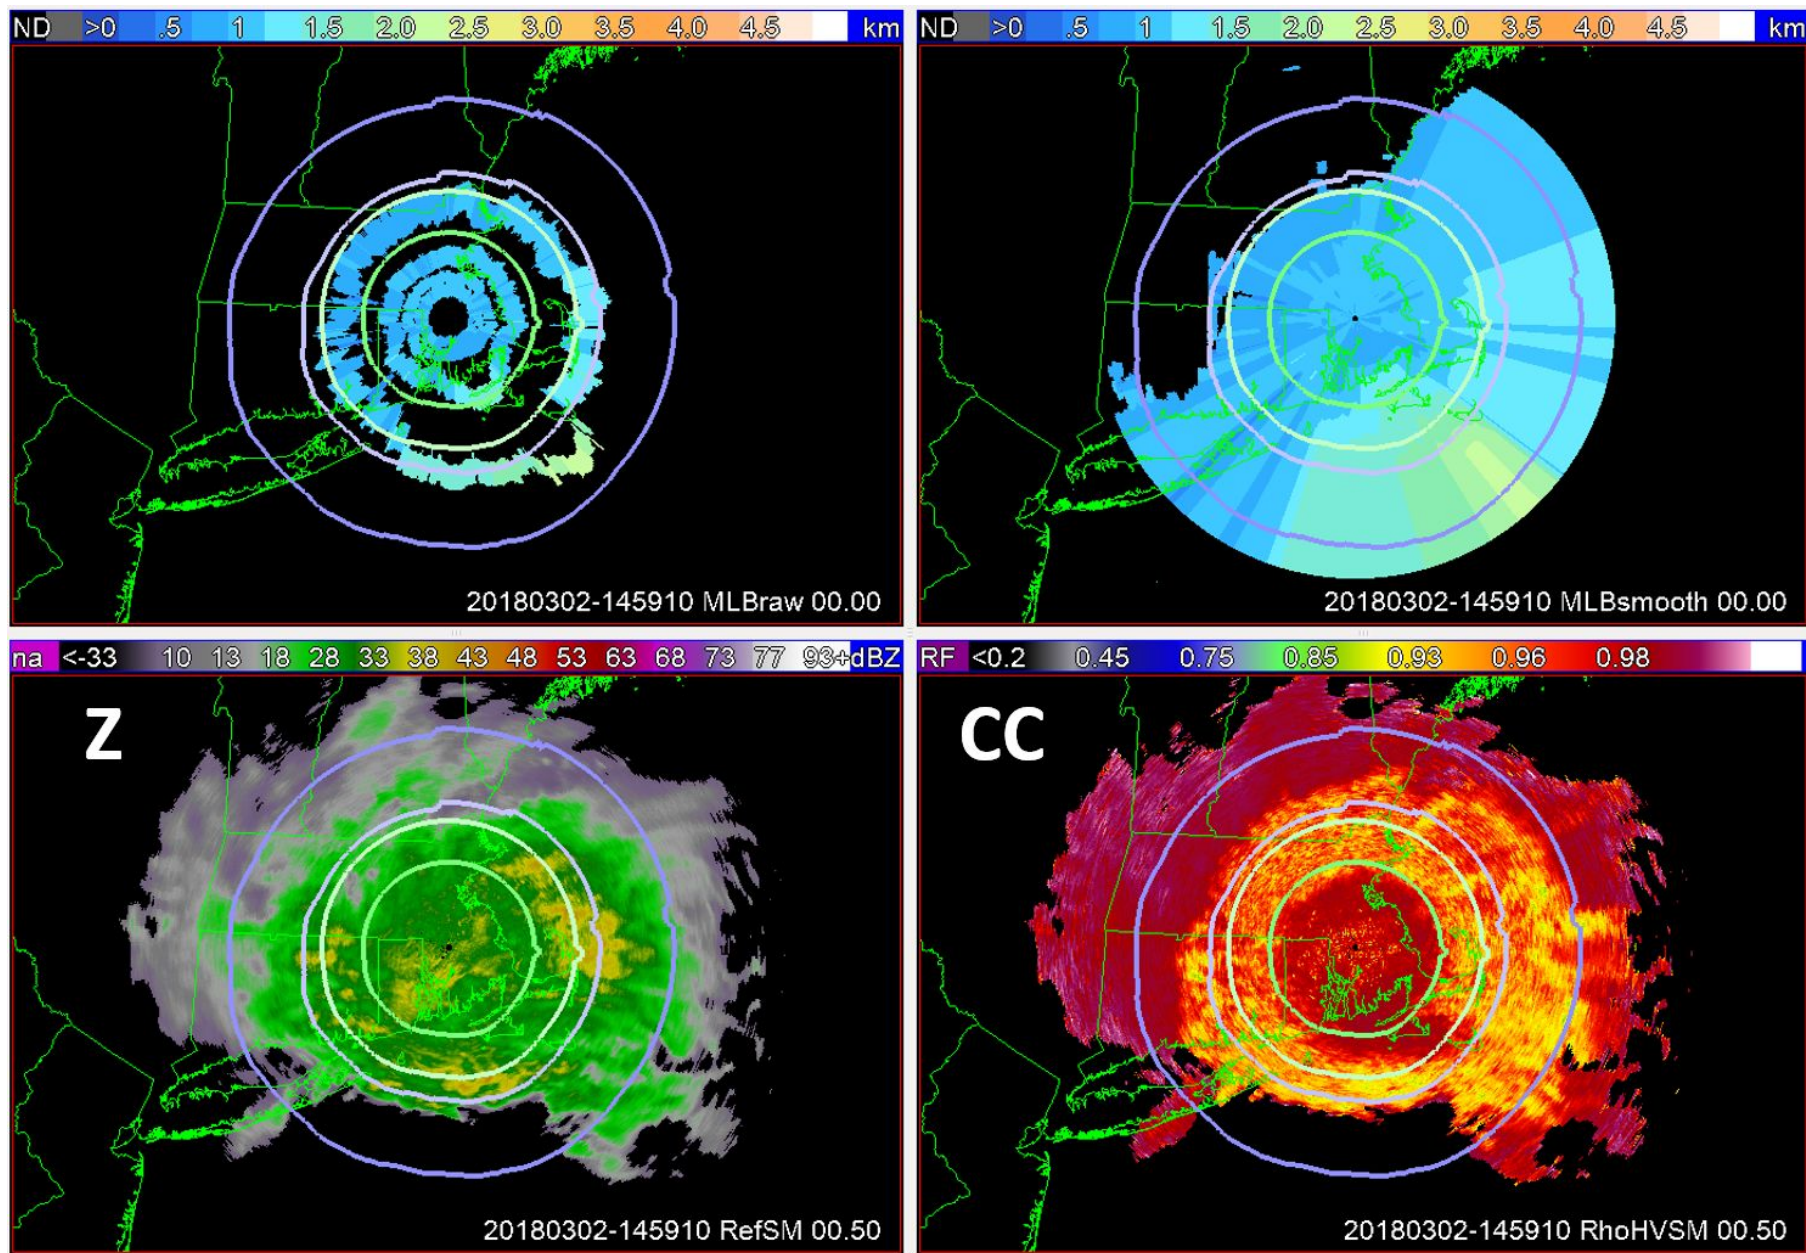 ND >0 .5 1 1.5 2.0 2.5 3.0 3.5 4.0 4.5 km
20180302-145910 MLBraw 00.00
ND >0 .5 1 1.5 2.0 2.5 3.0 3.5 4.0 4.5 km
20180302-145910 MLBsmooth 00.00
na <-33 10 13 18 28 33 38 43 48 53 63 68 73 77 93+dBZ
Z
20180302-145910 RefSM 00.50
RF <0.2 0.45 0.75 0.85 0.93 0.96 0.98
CC
20180302-145910 RhoHVSM 00.50